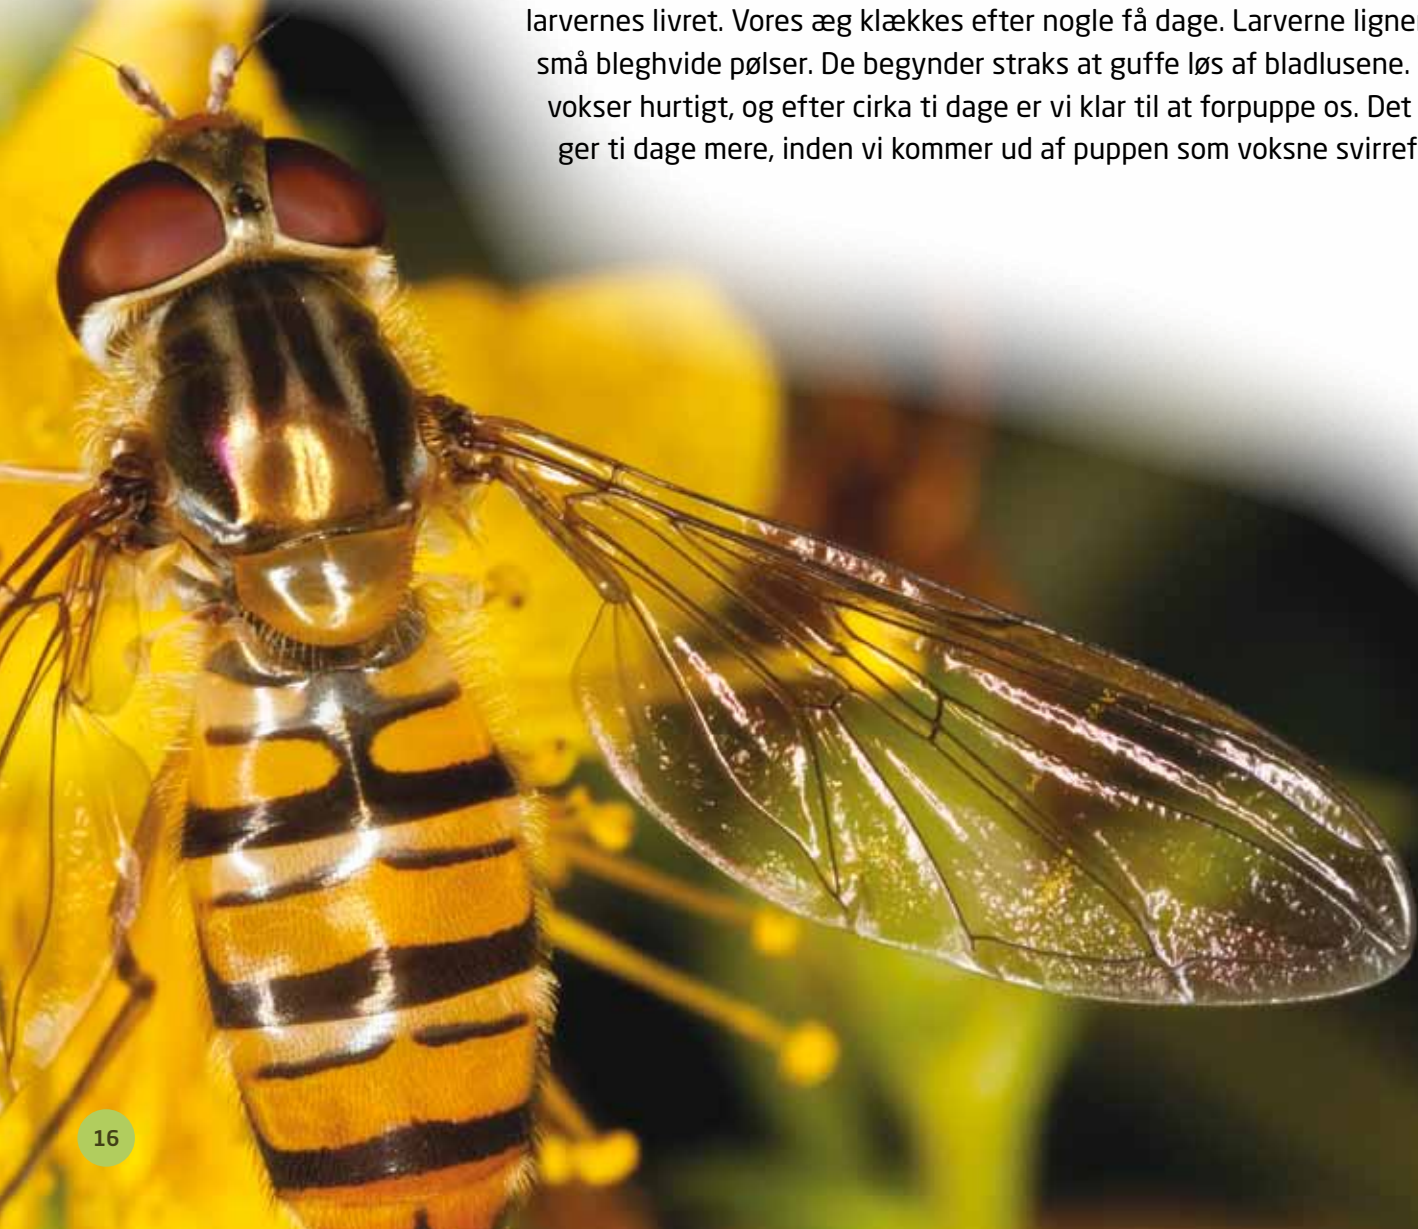 larvernes livret. Vores æg klækkes efter nogle få dage. Larverne ligner
små bleghvide pølser. De begynder straks at guffe løs af bladlusene.
vokser hurtigt, og efter cirka ti dage er vi klar til at forpuppe os. Det
ger ti dage mere, inden vi kommer ud af puppen som voksne svirref
16